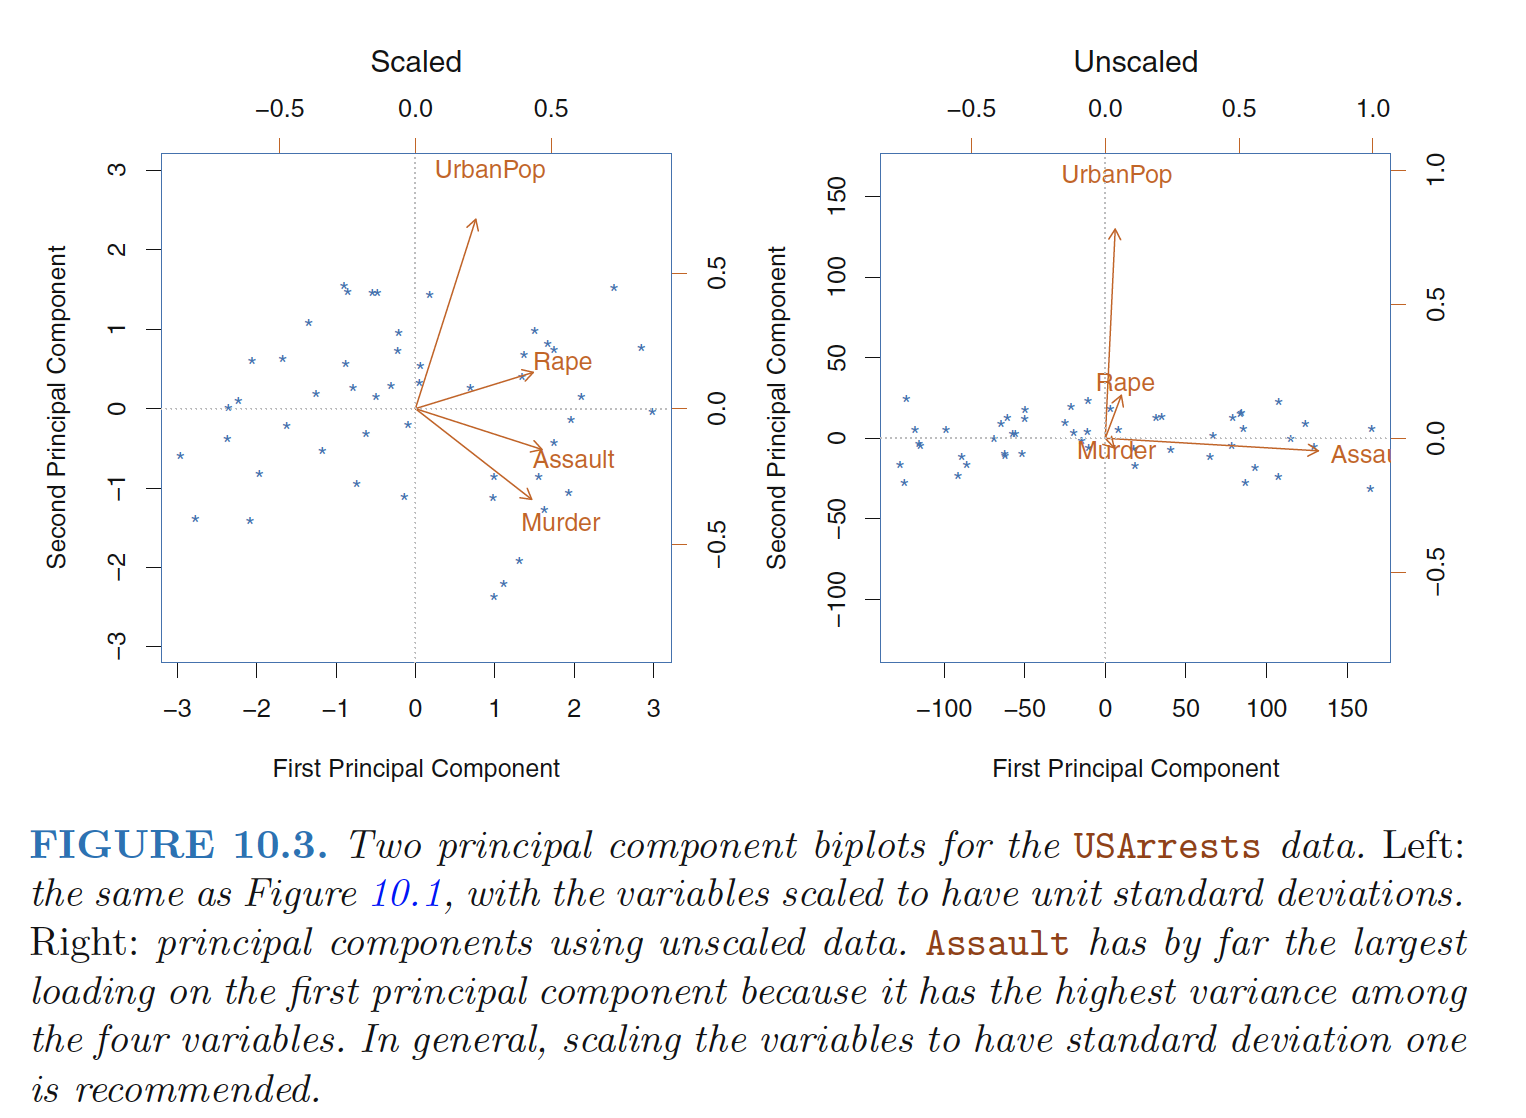 Scaled
−0.5 0.0 0.5
3
2
1
0
−1
−2
−3
Second Principal Component
UrbanPop
Rape
Assault
Murder
0.5
0.0
−0.5
−3 −2 −1 0 1 2 3
First Principal Component
Unscaled
−0.5 0.0 0.5 1.0
150
100
50
0
−50
−100
Second Principal Component
UrbanPop
Rape
Murder
Assau
1.0
0.5
0.0
−0.5
−100 −50 0 50 100 150
First Principal Component
FIGURE 10.3. Two principal component biplots for the USArrests data. Left:
the same as Figure 10.1, with the variables scaled to have unit standard deviations.
Right: principal components using unscaled data. Assault has by far the largest
loading on the first principal component because it has the highest variance among
the four variables. In general, scaling the variables to have standard deviation one
is recommended.